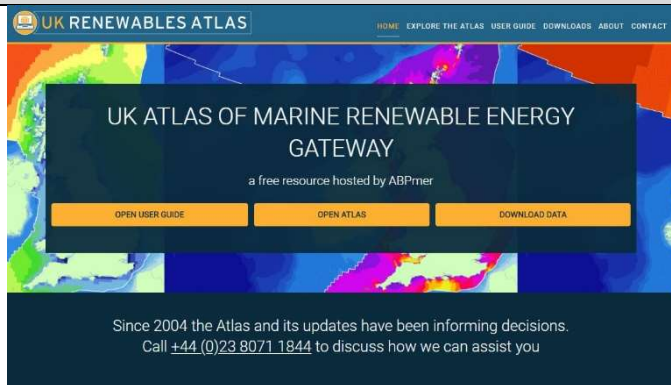 UK RENEWABLES ATLAS
HOME EXPLORE THE ATLAS USER GUIDE DOWNLOADS ABOUT CONTACT
UK ATLAS OF MARINE RENEWABLE ENERGY
GATEWAY
a free resource hosted by ABPmer
OPEN USER GUIDE OPEN ATLAS DOWNLOAD DATA
Since 2004 the Atlas and its updates have been informing decisions.
Call +44 (0)23 8071 1844 to discuss how we can assist you